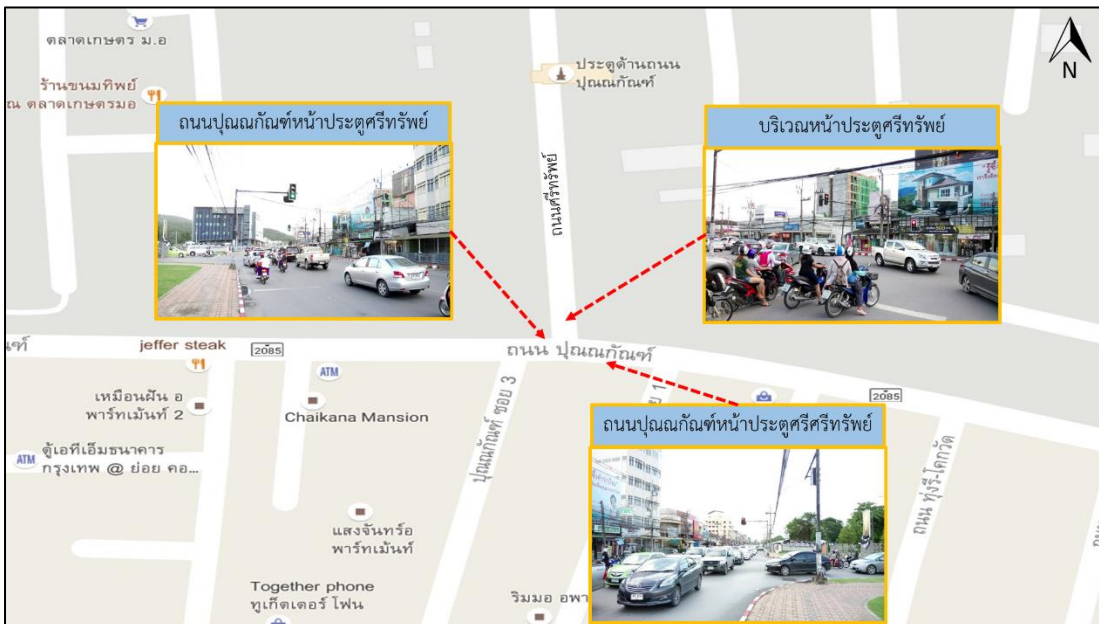 ตลาดเกษตร ม.อ
ร้านขนมทิพย์
ณ ตลาดเกษตรมอ
ประตูด้านถนน
ปุณณกัณฑ์
N
ถนนปุณณกัณฑ์หน้าประตูศรีทรัพย์
บริเวณหน้าประตูศรีทรัพย์
ถนนศรีทรัพย์
ณฑ์
jeffer steak
2085
ถนน ปุณณกัณฑ์
ATM
เหมือนฝัน อ
พาร์ทเม้นท์ 2
Chaikana Mansion
ปุณณกัณฑ์ ซอย 3
ย 1
2085
ถนนปุณณกัณฑ์หน้าประตูศรีศรีทรัพย์
ATM
ตู้เอทีเอ็มธนาคาร
กรุงเทพ @ ย่อย คอ...
แสงจันทร์อ
พาร์ทเม้นท์
ถนน ทุ่งรี-โคกวัด
Together phone
ทูเก็ตเตอร์ โฟน
ริมมอ อพา